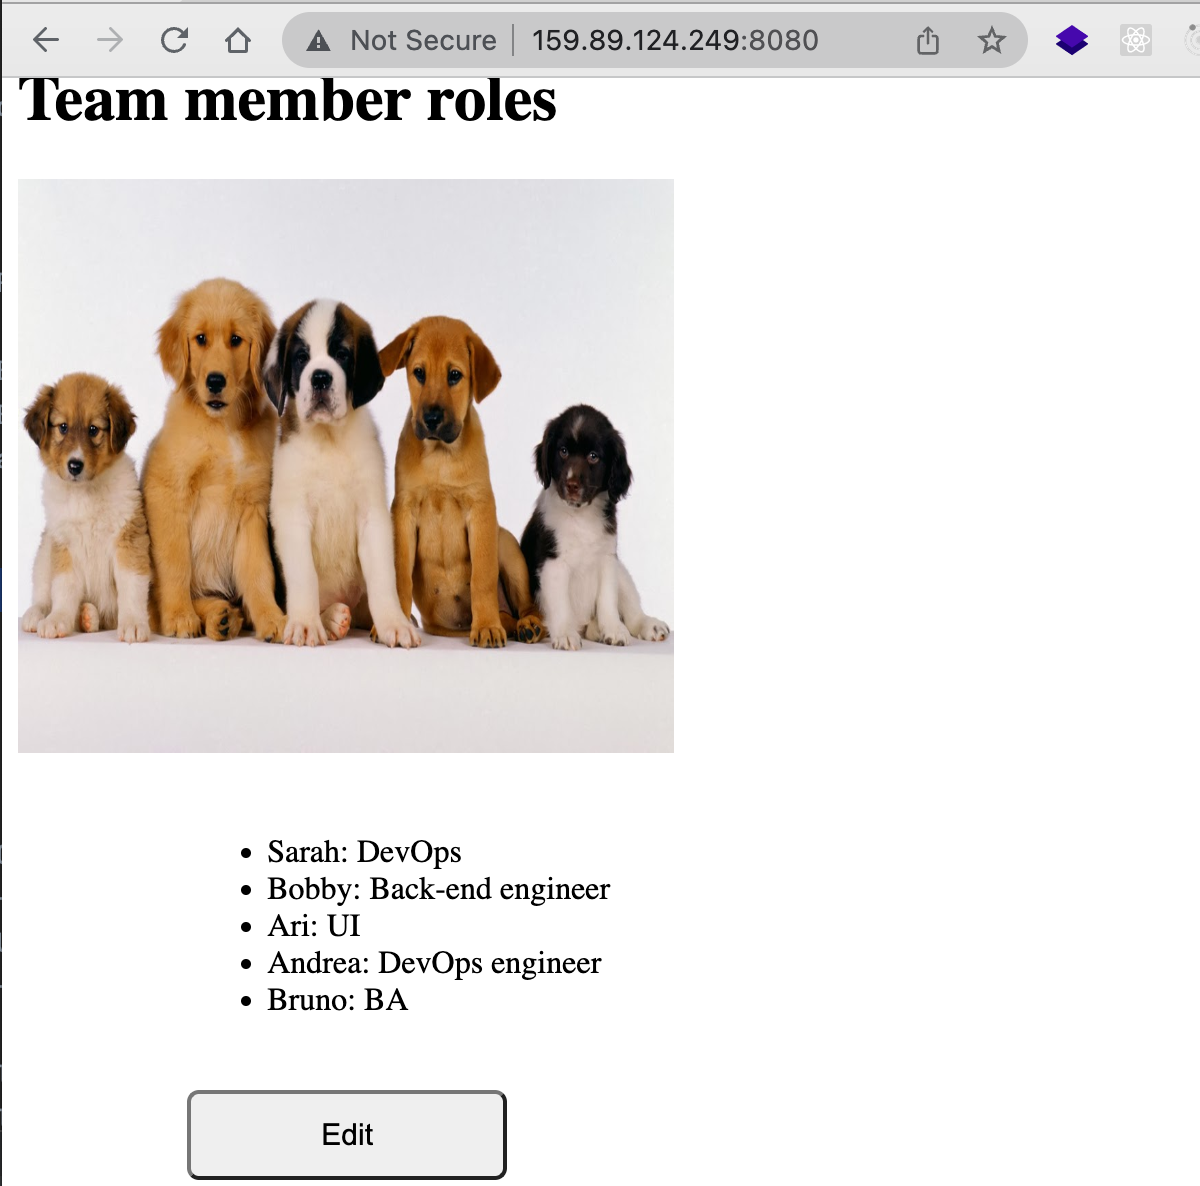 Not Secure 159.89.124.249:8080
Team member roles
Sarah: DevOps
Bobby: Back-end engineer
Ari: UI
Andrea: DevOps engineer
Bruno: BA
Edit